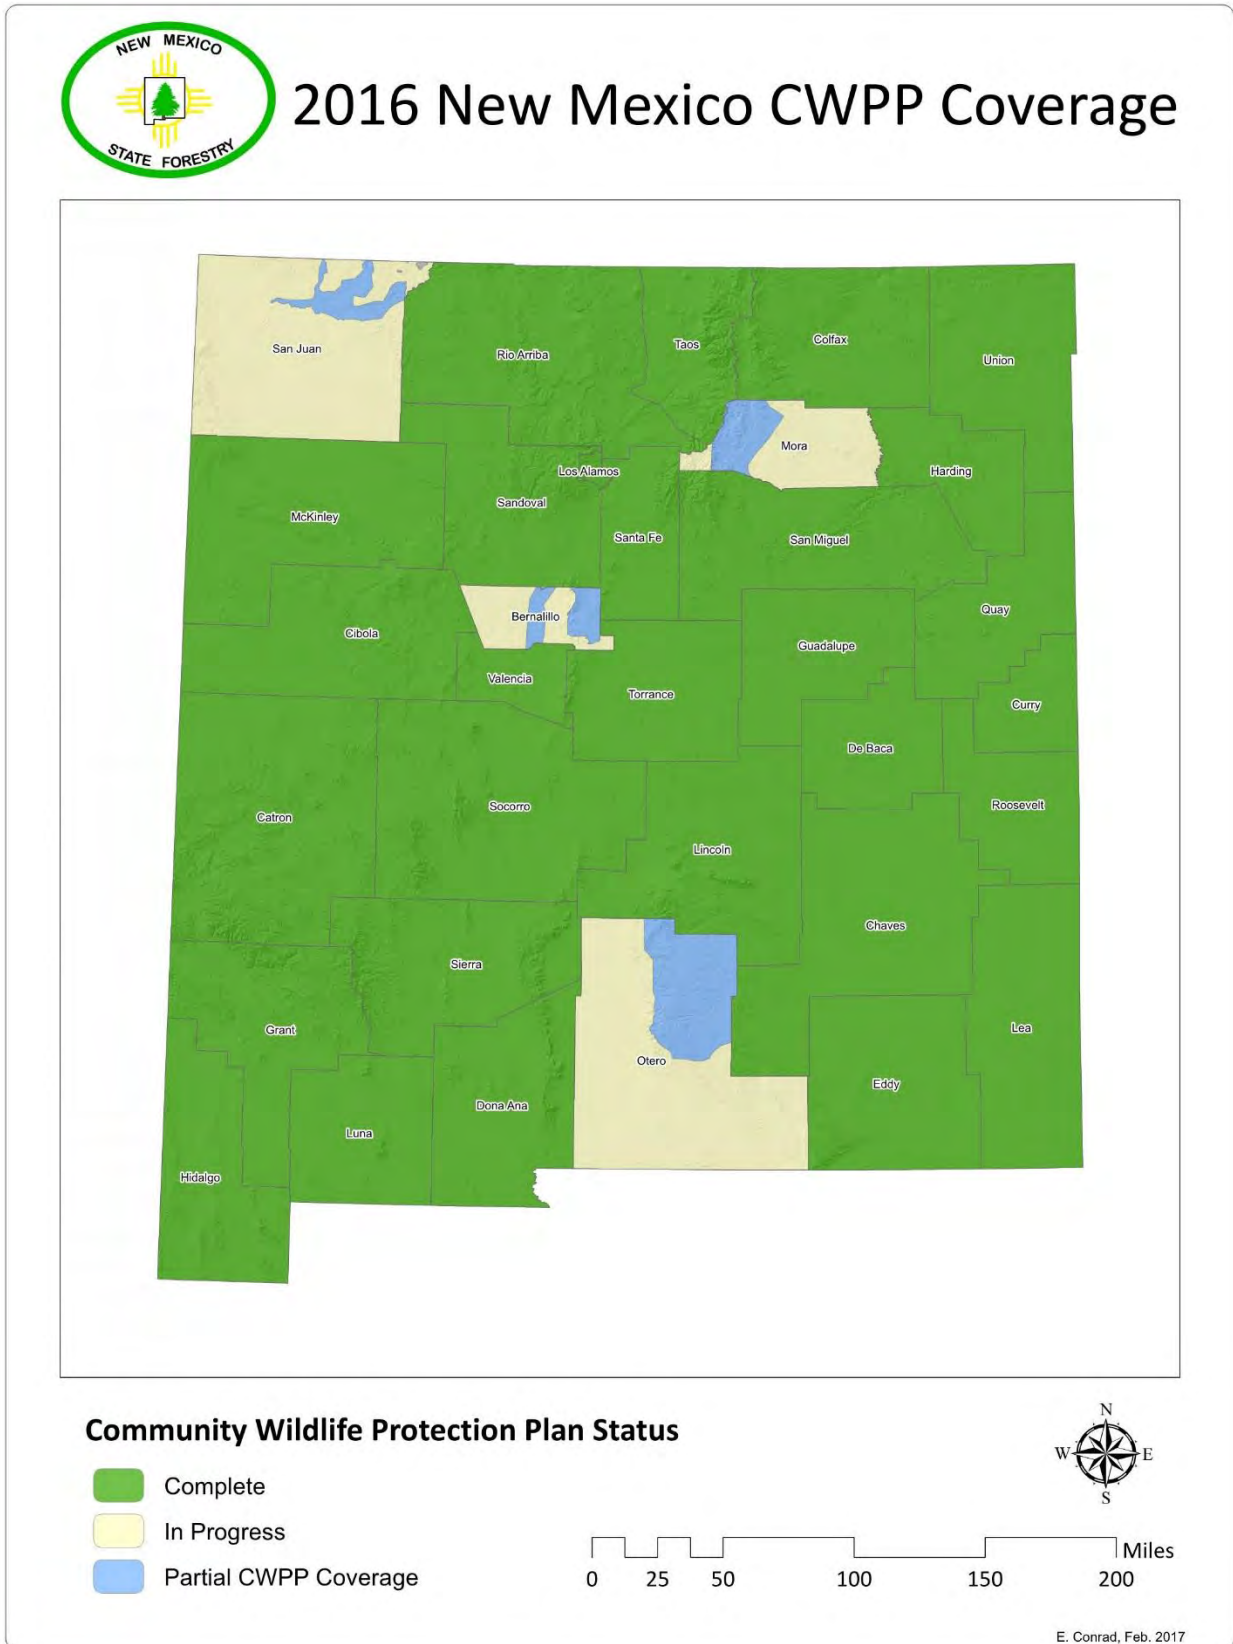 NEW MEXICO
STATE FORESTRY
2016 New Mexico CWPP Coverage
San Juan
Rio Arriba
Taos
Colfax
Union
Mora
Los Alamos
Harding
Sandoval
McKinley
Santa Fe
San Miguel
Quay
Bernalillo
Cibola
Guadalupe
Valencia
Torrance
Curry
De Baca
Socorro
Roosevelt
Catron
Lincoln
Chaves
Sierra
Grant
Lea
Otero
Eddy
Dona Ana
Luna
Hidalgo
Community Wildlife Protection Plan Status
Complete
In Progress
Partial CWPP Coverage
N
W E
S
Miles
0 25 50 100 150 200
E. Conrad, Feb. 2017